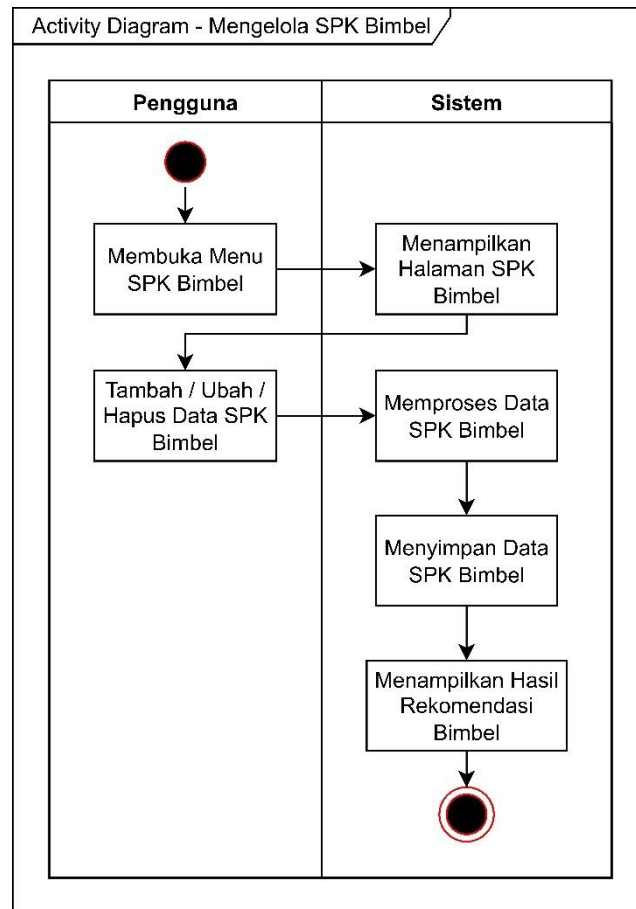 Activity Diagram - Mengelola SPK Bimbel
Pengguna
Sistem
Membuka Menu
SPK Bimbel
Menampilkan
Halaman SPK
Bimbel
Tambah / Ubah /
Hapus Data SPK
Bimbel
Memproses Data
SPK Bimbel
Menyimpan Data
SPK Bimbel
Menampilkan Hasil
Rekomendasi
Bimbel